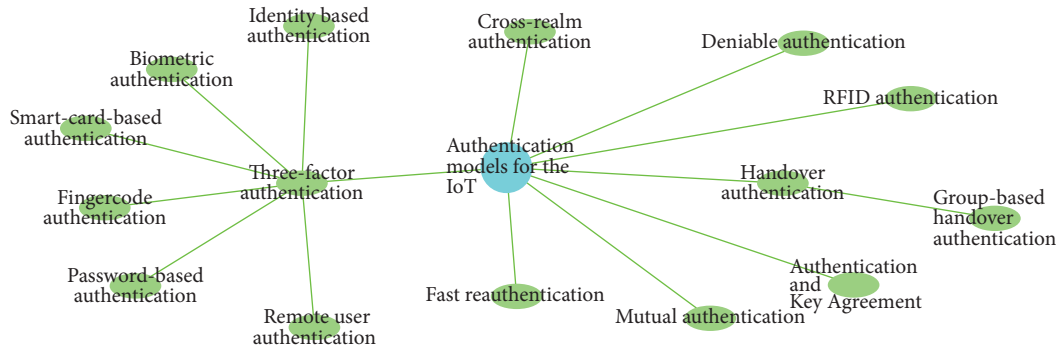 Identity based
authentication
Cross-realm
authentication
Deniable authentication
Biometric
authentication
RFID authentication
Smart-card-based
authentication
Authentication
models for the
IoT
Three-factor
authentication
Handover
authentication
Fingercode
authentication
Group-based
handover
authentication
Password-based
authentication
Authentication
and
Key Agreement
Fast reauthentication
Remote user
authentication
Mutual authentication